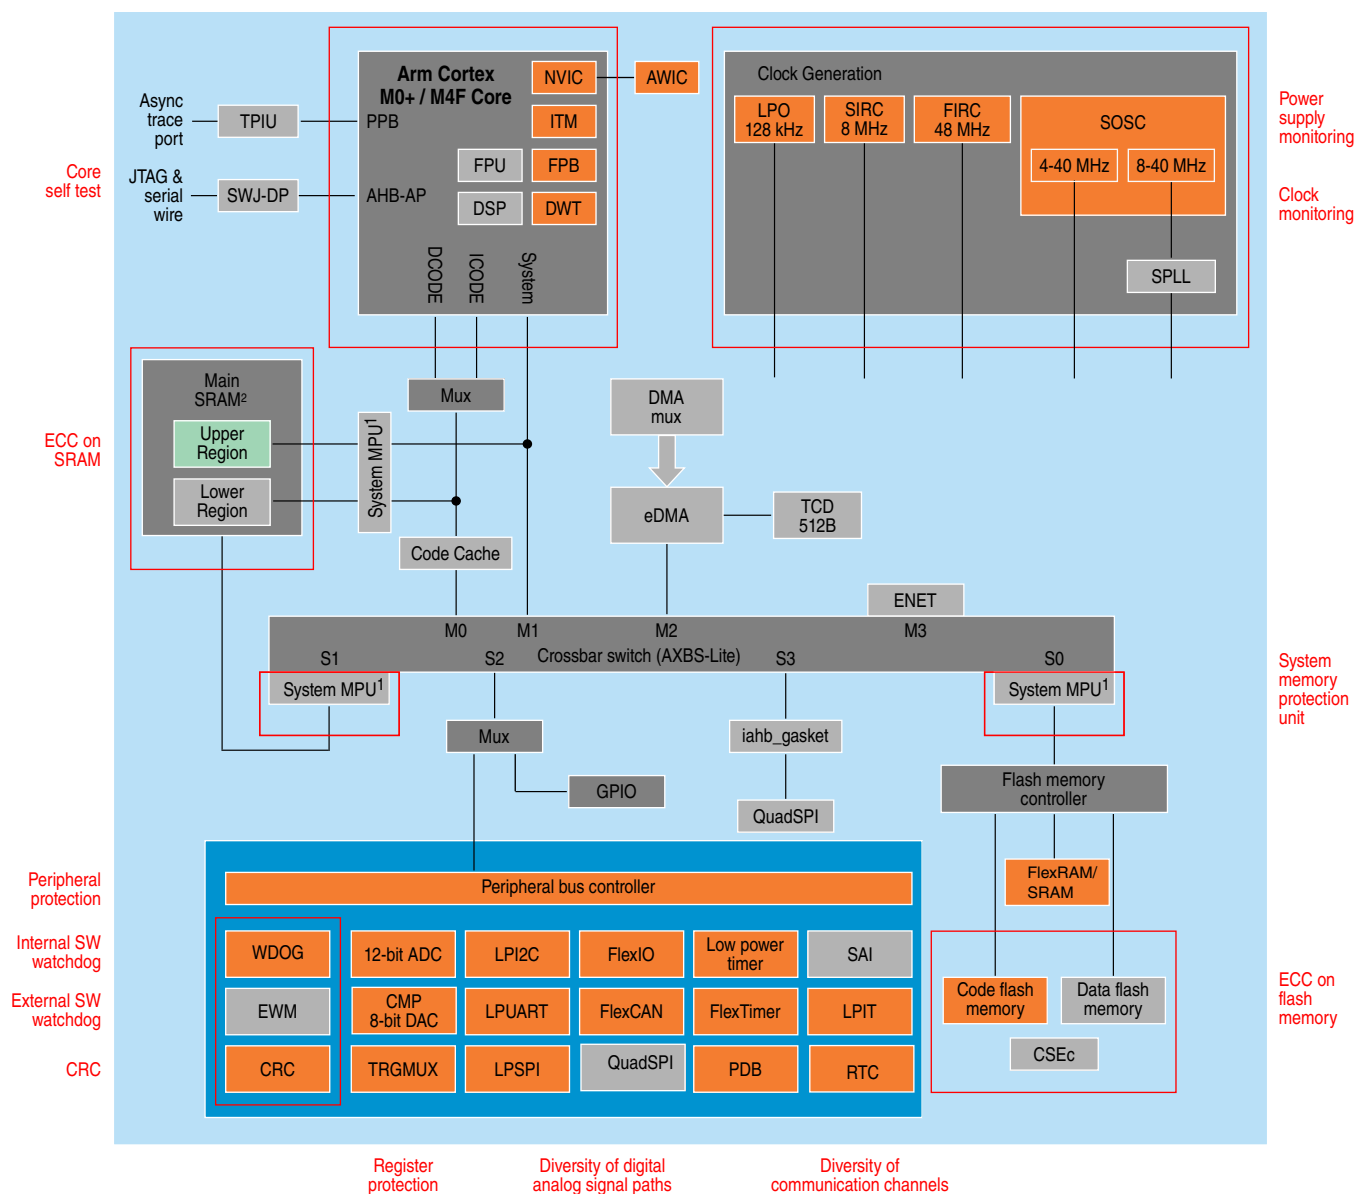 Arm Cortex
M0+ / M4F Core
NVIC
AWIC
ITM
FPU
FPB
DSP
DWT
PPB
AHB-AP
DCODE
ICODE
System
Async
trace
port
TPIU
JTAG &
serial
wire
SWJ-DP
Core
self test
Clock Generation
LPO
128 kHz
SIRC
8 MHz
FIRC
48 MHz
SOSC
4-40 MHz
8-40 MHz
SPLL
Power
supply
monitoring
Clock
monitoring
Main
SRAM2
Upper
Region
Lower
Region
ECC on
SRAM
System MPU1
Mux
Code Cache
DMA
mux
eDMA
TCD
512B
ENET
M0
M1
M2
M3
S1
S2
Crossbar switch (AXBS-Lite)
S3
S0
System MPU1
System MPU1
System
memory
protection
unit
Mux
GPIO
iahb_gasket
QuadSPI
Flash memory
controller
FlexRAM/
SRAM
Peripheral
protection
Peripheral bus controller
Internal SW
watchdog
WDOG
12-bit ADC
LPI2C
FlexIO
Low power
timer
SAI
External SW
watchdog
EWM
CMP
8-bit DAC
LPUART
FlexCAN
FlexTimer
LPIT
CRC
CRC
TRGMUX
LPSPI
QuadSPI
PDB
RTC
Code flash
memory
Data flash
memory
CSEc
ECC on
flash
memory
Register
protection
Diversity of digital
analog signal paths
Diversity of
communication channels